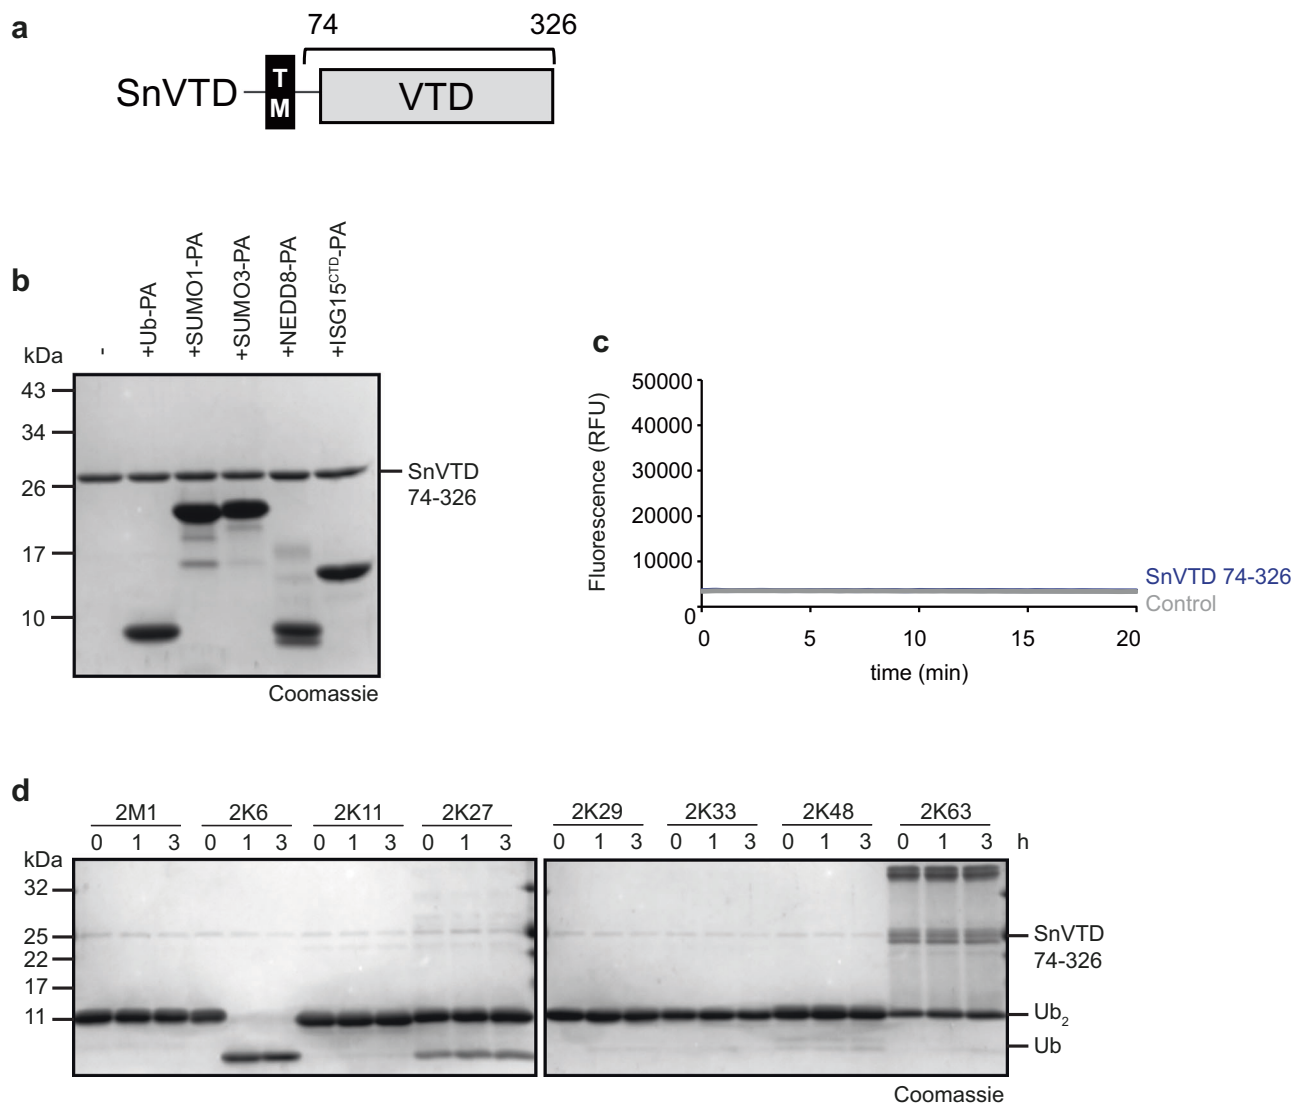 a
74 326
SnVTD
T
M
VTD
b
-
+Ub-PA
+SUMO1-PA
+SUMO3-PA
+NEDD8-PA
+ISG15CTD-PA
kDa
43
34
26
17
10
SnVTD
74-326
Coomassie
c
Fluorescence (RFU)
50000
40000
30000
20000
10000
0
0 5 10 15 20
time (min)
SnVTD 74-326
Control
d
2M1 2K6 2K11 2K27 2K29 2K33 2K48 2K63
0 1 3 0 1 3 0 1 3 0 1 3 0 1 3 0 1 3 0 1 3 0 1 3 h
kDa
32
25
22
17
11
SnVTD
74-326
Ub2
Ub
Coomassie